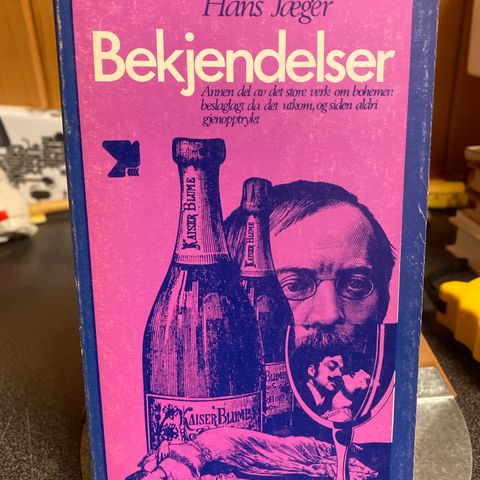 Hans Jæger
Bekjendelser
Annen del av det store verk om bohemen
beslaglagt da det utkom, og siden aldri
gjenopptrykt
KAISER BLUME
KAISER BLUME
KAISER BLUME